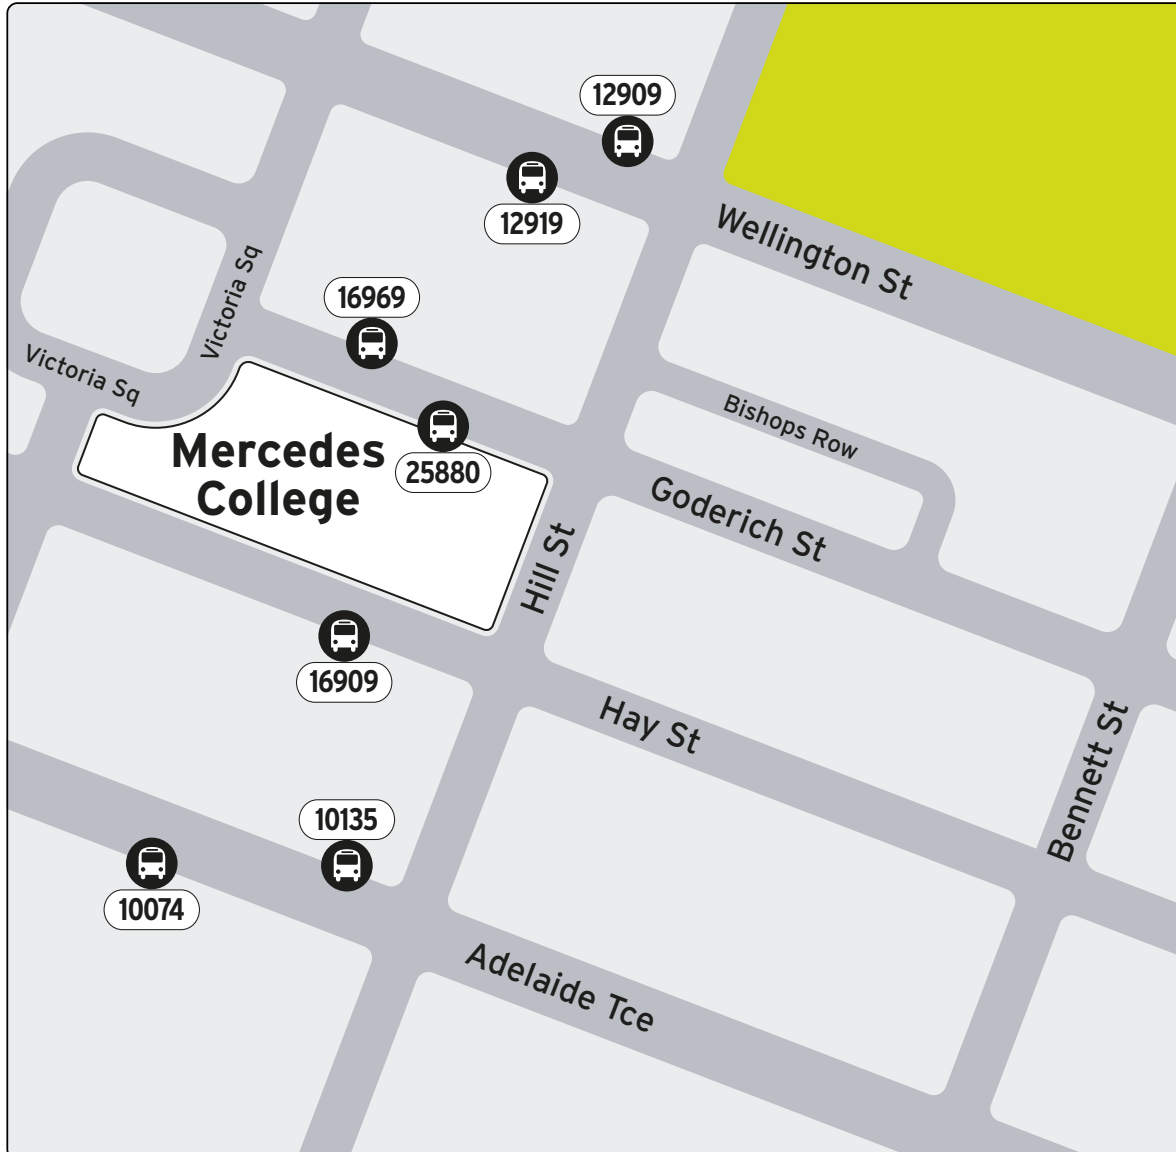 12909
12919
Wellington St
Victoria Sq
16969
Victoria Sq
Bishops Row
Mercedes
College
25880
Goderich St
Hill St
16909
Hay St
Bennett St
10135
10074
Adelaide Tce